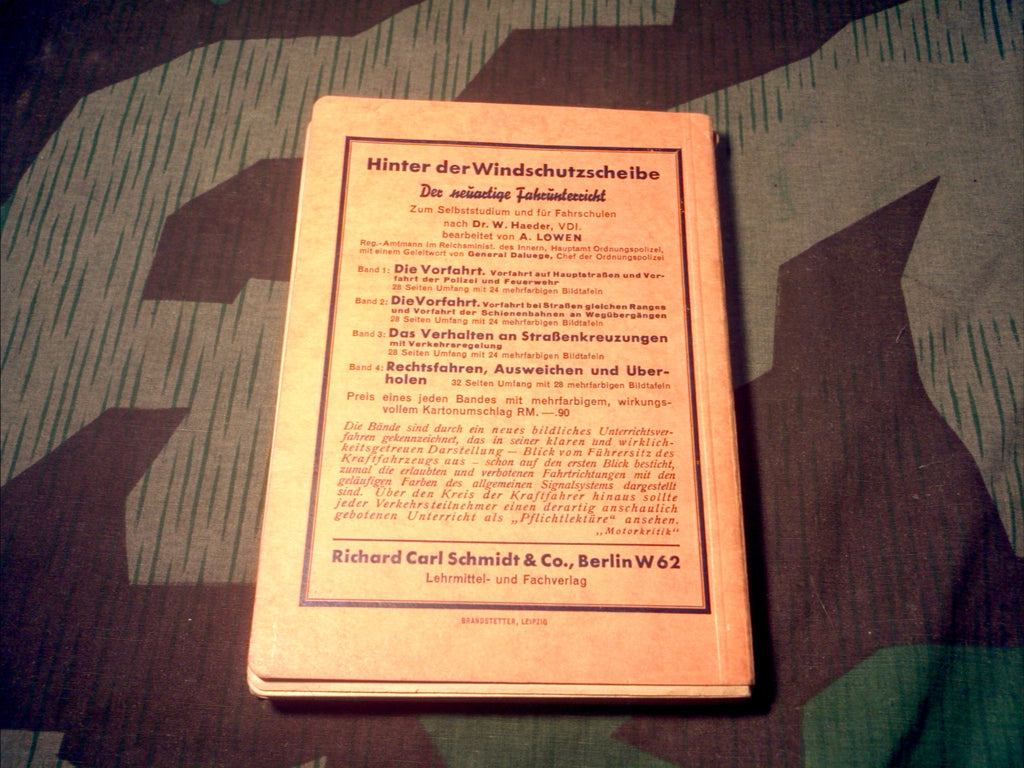 Hinter der Windschutzscheibe
Der neuartige Fahrunterricht
Zum Selbststudium und für Fahrschulen
nach Dr. W. Haeder, VDI.
bearbeitet von A. LOWEN
Reg.-Amtmann im Reichsminist. des Innern, Hauptamt Ordnungspolizei,
mit einem Geleitwort von General Daluege, Chef der Ordnungspolizei
Band 1: Die Vorfahrt. Vorfahrt auf Hauptstraßen und Vor-
fahrt der Polizei und Feuerwehr
28 Seiten Umfang mit 24 mehrfarbigen Bildtafeln
Band 2: Die Vorfahrt. Vorfahrt bei Straßen gleichen Ranges
und Vorfahrt der Schienenbahnen an Wegübergängen
28 Seiten Umfang mit 24 mehrfarbigen Bildtafeln
Band 3: Das Verhalten an Straßenkreuzungen
mit Verkehrsregelung
28 Seiten Umfang mit 24 mehrfarbigen Bildtafeln
Band 4: Rechtsfahren, Ausweichen und Über-
holen 32 Seiten Umfang mit 28 mehrfarbigen Bildtafeln
Preis eines jeden Bandes mit mehrfarbigem, wirkungs-
vollem Kartonumschlag RM. —.90
Die Bände sind durch ein neues bildliches Unterrichtsver-
fahren gekennzeichnet, das in seiner klaren und wirklich-
keitsgetreuen Darstellung — Blick vom Führersitz des
Kraftfahrzeugs aus — schon auf den ersten Blick besticht,
zumal die erlaubten und verbotenen Fahrtrichtungen mit den
geläufigen Farben des allgemeinen Signalsystems dargestellt
sind. Über den Kreis der Kraftfahrer hinaus sollte
jeder Verkehrsteilnehmer einen derartig anschaulich
gebotenen Unterricht als „Pflichtlektüre“ ansehen.
„Motorkritik“
Richard Carl Schmidt & Co., Berlin W 62
Lehrmittel- und Fachverlag
BRANDSTETTER, LEIPZIG